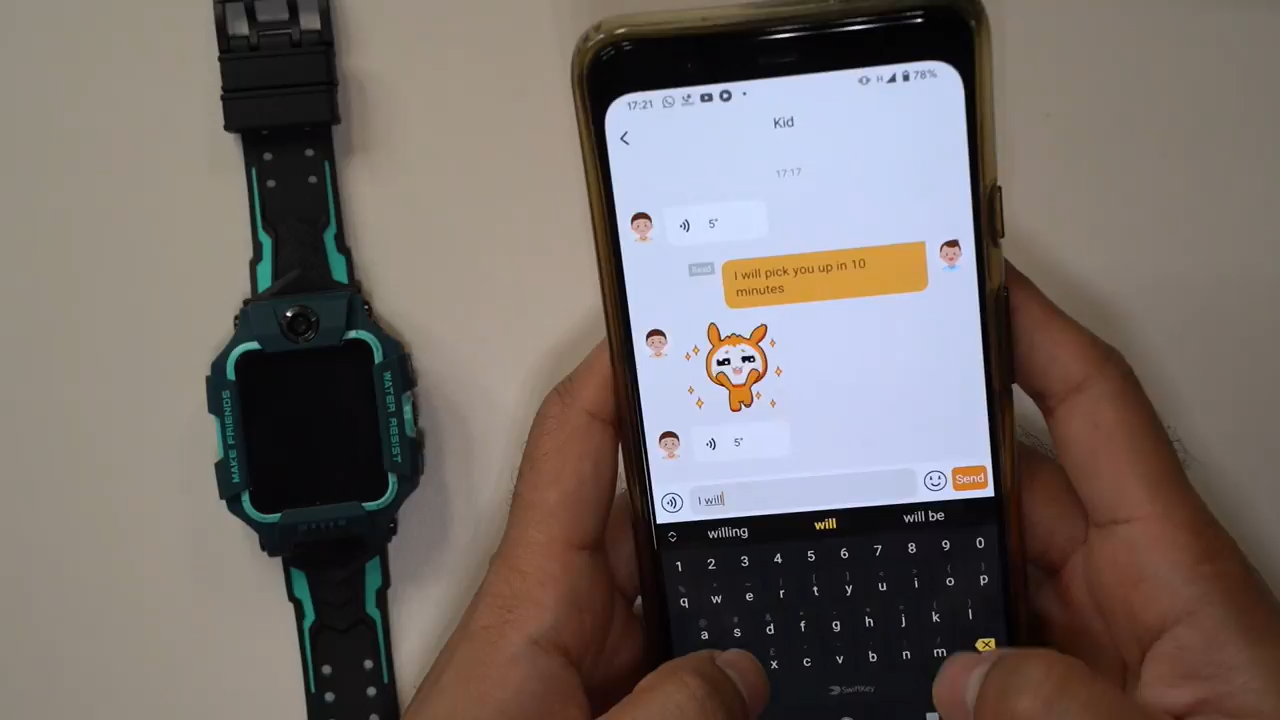 17:21
H 78%
Kid
17:17
5"
Read
I will pick you up in 10
minutes
5"
I will
Send
willing will will be
1 2 3 4 5 6 7 8 9 0
q w e r t y u i o p
a s d f g h j k l
x c v b n m
SwiftKey
MAKE FRIENDS
WATER RESIST